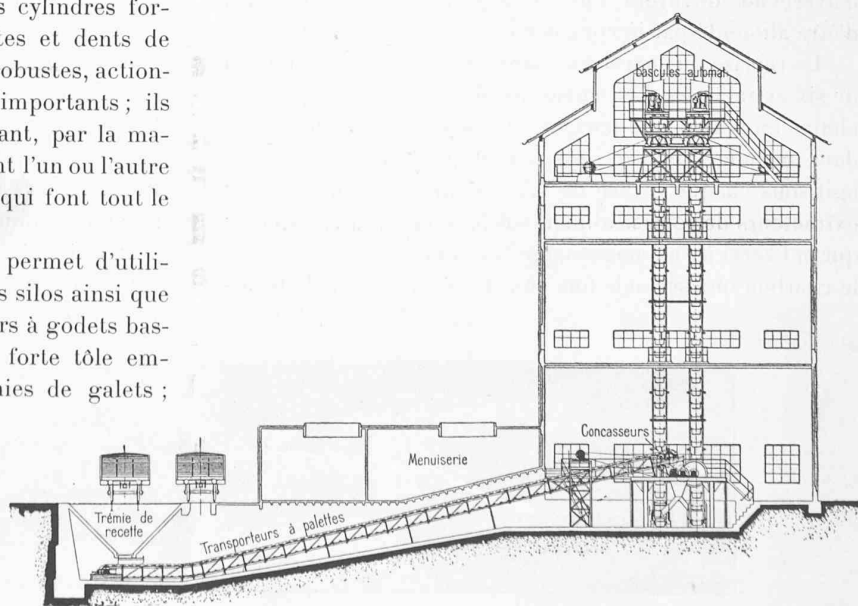 s cylindres for-
tes et dents de
obustes, action-
importants ; ils
ant, par la ma-
nt l'un ou l'autre
qui font tout le
permet d'utili-
s silos ainsi que
rs à godets bas-
forte tôle em-
nies de galets ;
bascules automat.
Concasseurs
Menuiserie
Trémie de
recette
Transporteurs à palettes